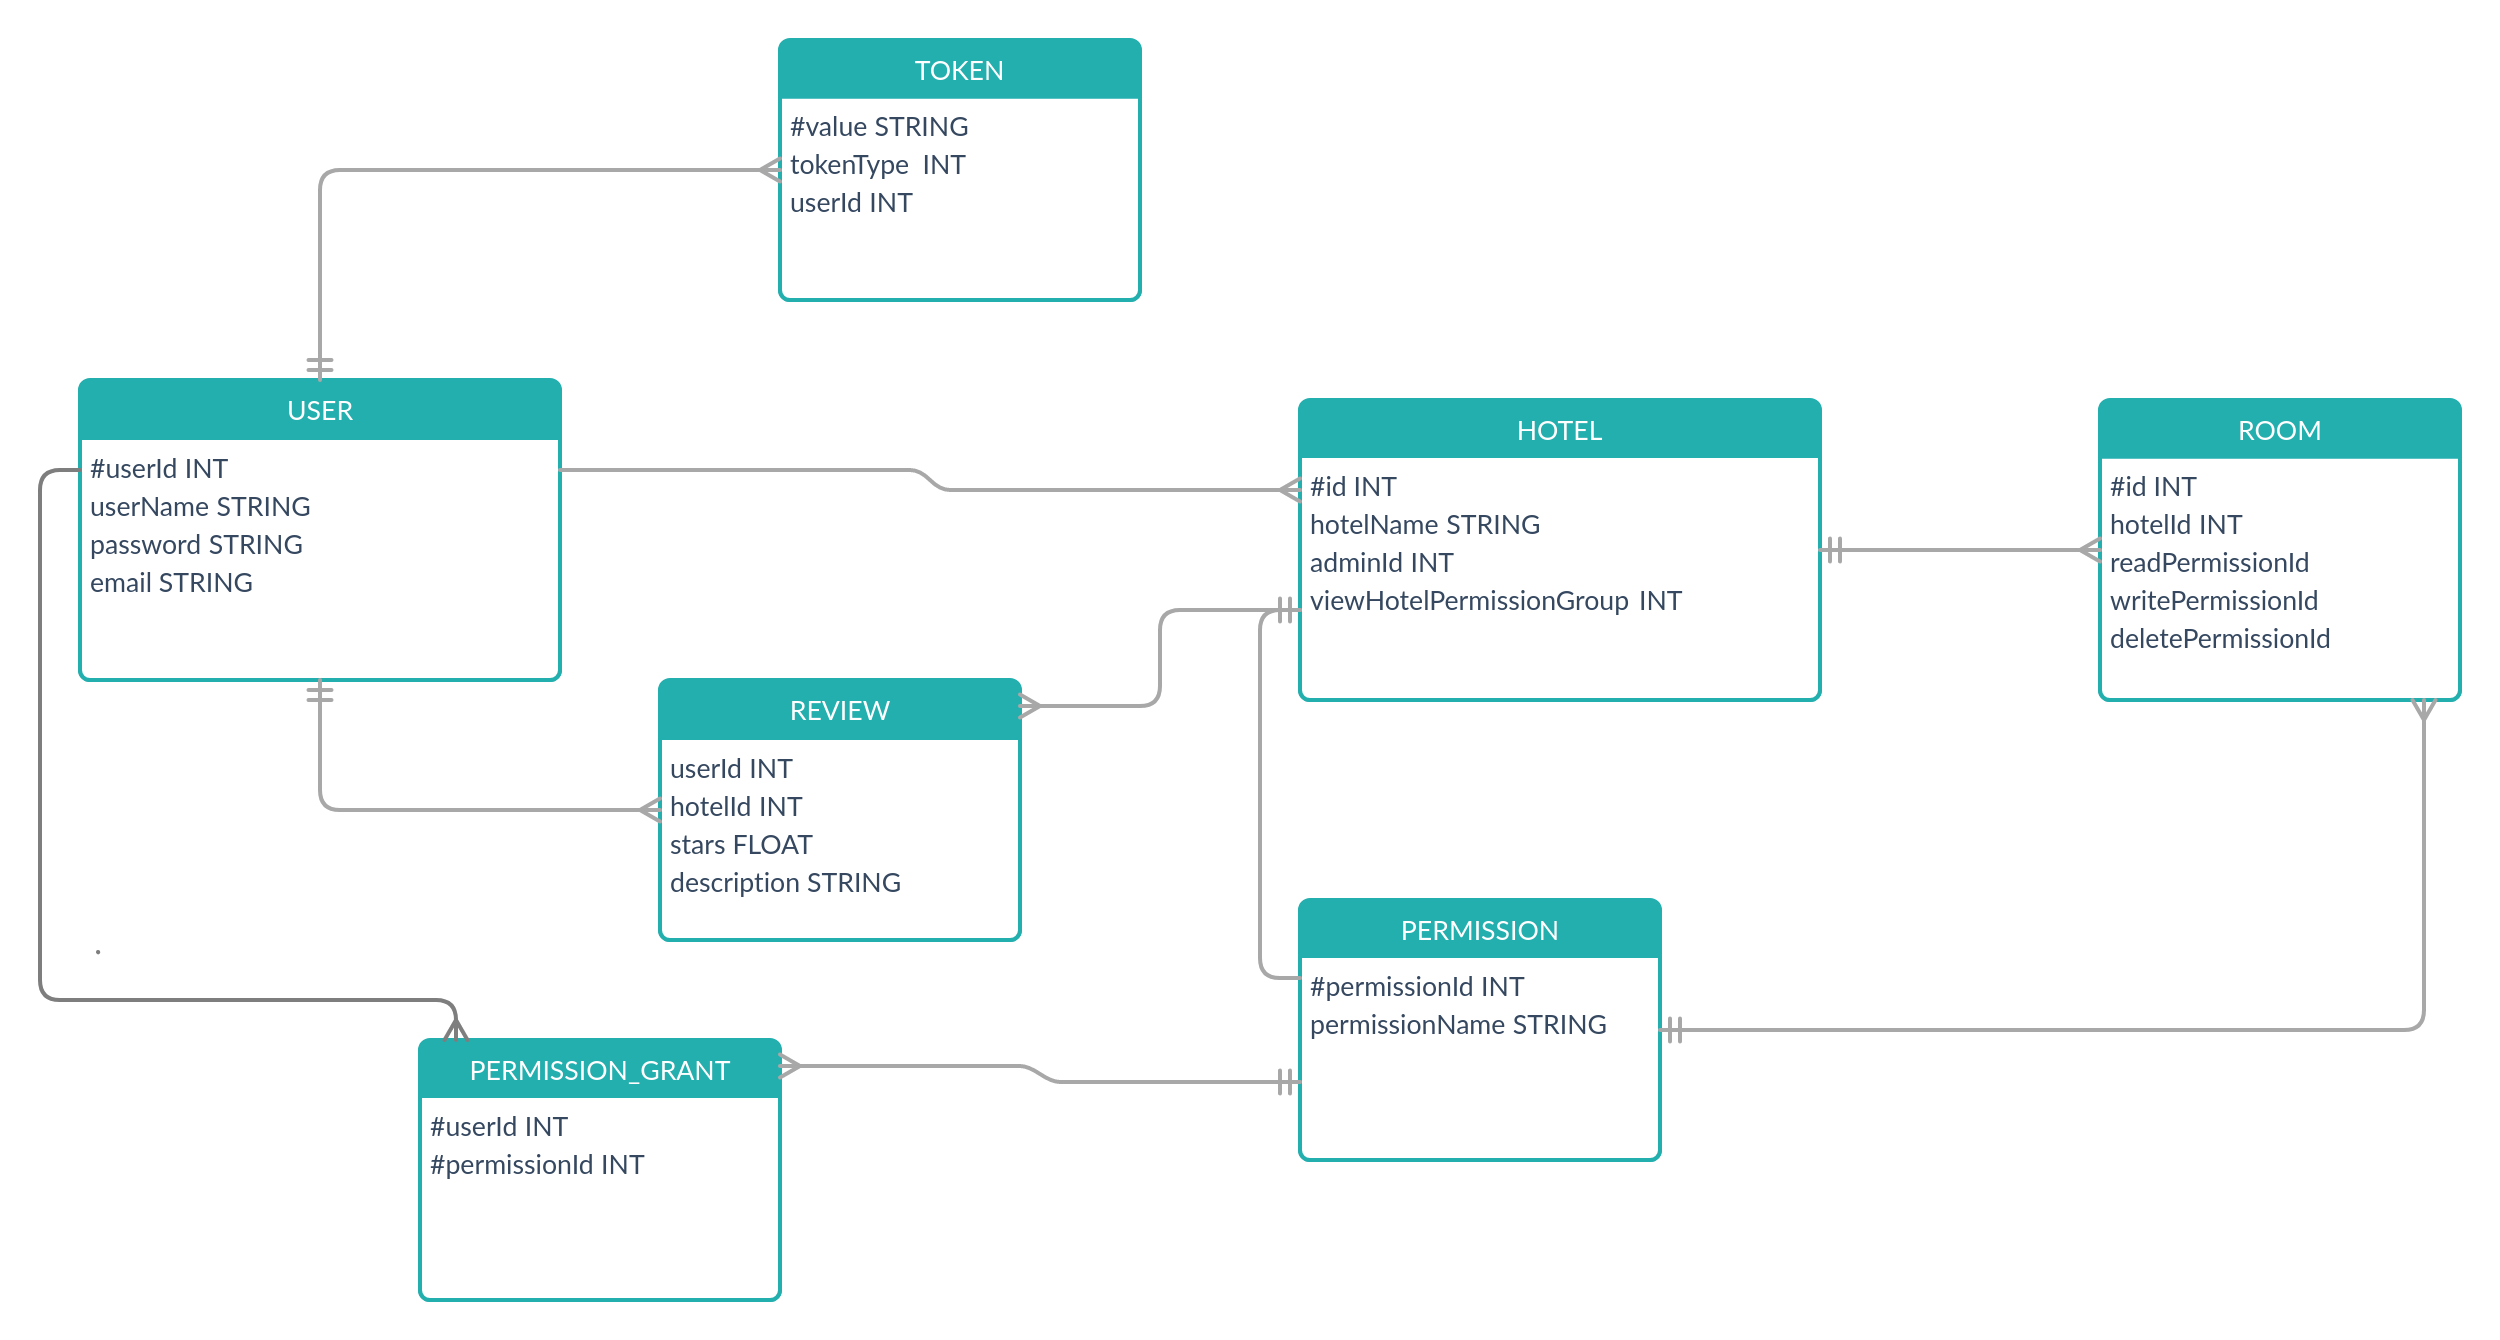 TOKEN
#value STRING
tokenType INT
userId INT
USER
#userId INT
userName STRING
password STRING
email STRING
HOTEL
#id INT
hotelName STRING
adminId INT
viewHotelPermissionGroup INT
ROOM
#id INT
hotelId INT
readPermissionId
writePermissionId
deletePermissionId
REVIEW
userId INT
hotelId INT
stars FLOAT
description STRING
PERMISSION
#permissionId INT
permissionName STRING
PERMISSION_GRANT
#userId INT
#permissionId INT